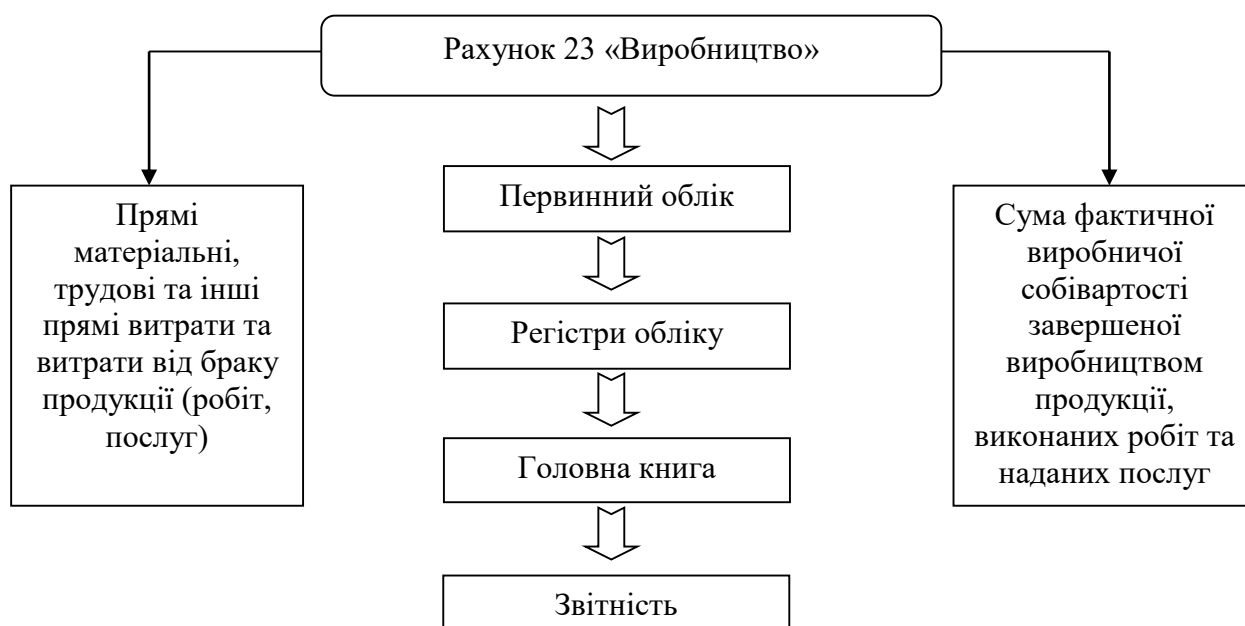 Рахунок 23 «Виробництво»
Прямі
матеріальні,
трудові та інші
прямі витрати та
витрати від браку
продукції (робіт,
послуг)
Первинний облік
Регістри обліку
Головна книга
Звітність
Сума фактичної
виробничої
собівартості
завершеної
виробництвом
продукції,
виконаних робіт та
наданих послуг